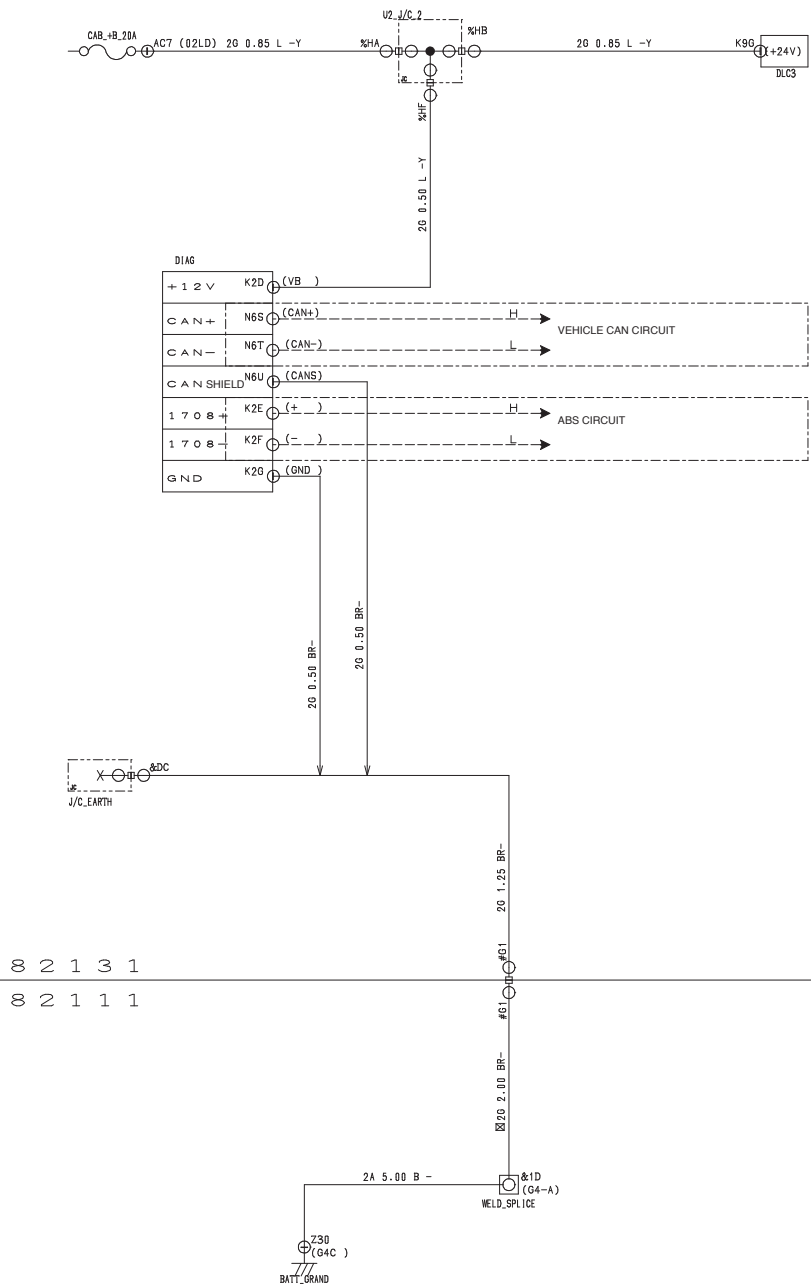 U2_J/C_2
CAB_+B_20A
AC7 (02LD) 2G 0.85 L -Y
%HA
%HB
2G 0.85 L -Y
K9G
(+24V)
DLC3
JC
%HF
2G 0.50 L -Y
DIAG
+12V K2D (VB )
CAN+ N6S (CAN+) H
VEHICLE CAN CIRCUIT
CAN- N6T (CAN-) L
CAN SHIELD N6U (CANS)
1708+ K2E (+ ) H
ABS CIRCUIT
1708- K2F (- ) L
GND K2G (GND )
2G 0.50 BR-
2G 0.50 BR-
&DC
JC
J/C_EARTH
2G 1.25 BR-
#G1
82131
82111
#G1
2G 2.00 BR-
2A 5.00 B -
&1D
(G4-A)
WELD_SPLICE
Z30
(G4C )
BATT_GRAND